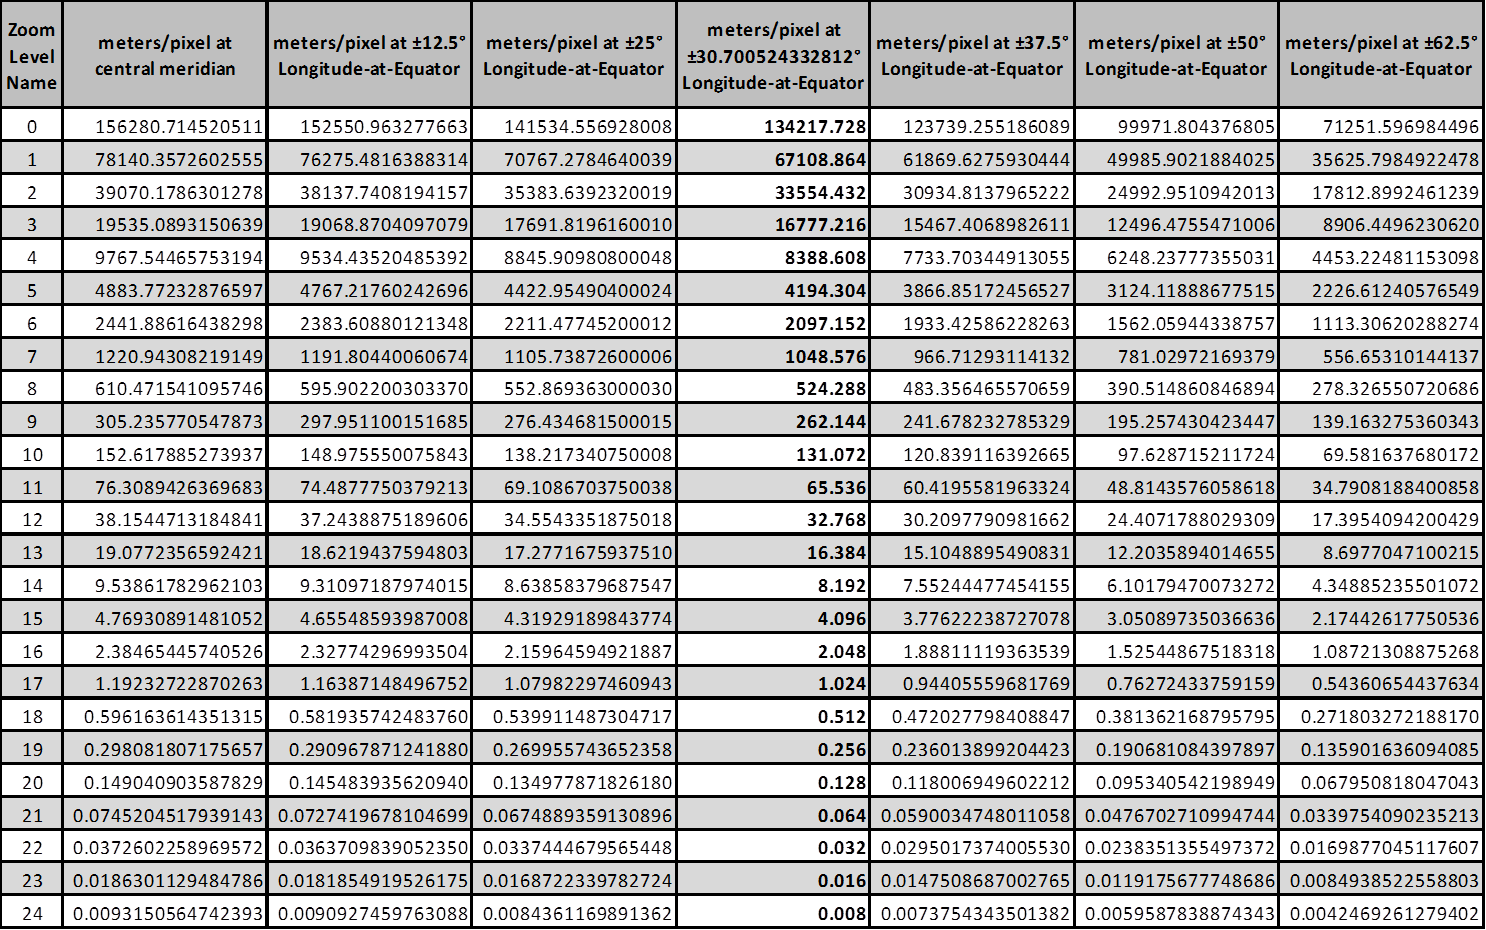 Zoom Level Name | meters/pixel at central meridian | meters/pixel at ±12.5° Longitude-at-Equator | meters/pixel at ±25° Longitude-at-Equator | meters/pixel at ±30.700524332812° Longitude-at-Equator | meters/pixel at ±37.5° Longitude-at-Equator | meters/pixel at ±50° Longitude-at-Equator | meters/pixel at ±62.5° Longitude-at-Equator
0 156280.714520511 152550.963277663 141534.556928008 134217.728 123739.255186089 99971.804376805 71251.596984496
1 78140.3572602555 76275.4816388314 70767.2784640039 67108.864 61869.6275930444 49985.9021884025 35625.7984922478
2 39070.1786301278 38137.7408194157 35383.6392320019 33554.432 30934.8137965222 24992.9510942013 17812.8992461239
3 19535.0893150639 19068.8704097079 17691.8196160010 16777.216 15467.4068982611 12496.4755471006 8906.4496230620
4 9767.54465753194 9534.43520485392 8845.90980800048 8388.608 7733.70344913055 6248.23777355031 4453.22481153098
5 4883.77232876597 4767.21760242696 4422.95490400024 4194.304 3866.85172456527 3124.11888677515 2226.61240576549
6 2441.88616438298 2383.60880121348 2211.47745200012 2097.152 1933.42586228263 1562.05944338757 1113.30620288274
7 1220.94308219149 1191.80440060674 1105.73872600006 1048.576 966.71293114132 781.02972169379 556.65310144137
8 610.471541095746 595.902200303370 552.869363000030 524.288 483.356465570659 390.514860846894 278.326550720686
9 305.235770547873 297.951100151685 276.434681500015 262.144 241.678232785329 195.257430423447 139.163275360343
10 152.617885273937 148.975550075843 138.217340750008 131.072 120.839116392665 97.628715211724 69.581637680172
11 76.3089426369683 74.4877750379213 69.1086703750038 65.536 60.4195581963324 48.8143576058618 34.7908188400858
12 38.1544713184841 37.2438875189606 34.5543351875018 32.768 30.2097790981662 24.4071788029309 17.3954094200429
13 19.0772356592421 18.6219437594803 17.2771675937510 16.384 15.1048895490831 12.2035894014655 8.6977047100215
14 9.53861782962103 9.31097187974015 8.63858379687547 8.192 7.55244477454155 6.10179470073272 4.34885235501072
15 4.76930891481052 4.65548593987008 4.31929189843774 4.096 3.77622238727078 3.05089735036636 2.17442617750536
16 2.38465445740526 2.32774296993504 2.15964594921887 2.048 1.88811119363539 1.52544867518318 1.08721308875268
17 1.19232722870263 1.16387148496752 1.07982297460943 1.024 0.94405559681769 0.76272433759159 0.54360654437634
18 0.596163614351315 0.581935742483760 0.539911487304717 0.512 0.472027798408847 0.381362168795795 0.271803272188170
19 0.298081807175657 0.290967871241880 0.269955743652358 0.256 0.236013899204423 0.190681084397897 0.135901636094085
20 0.149040903587829 0.145483935620940 0.134977871826180 0.128 0.118006949602212 0.095340542198949 0.067950818047043
21 0.0745204517939143 0.0727419678104699 0.0674889359130896 0.064 0.0590034748011058 0.0476702710994744 0.0339754090235213
22 0.0372602258969572 0.0363709839052350 0.0337444679565448 0.032 0.0295017374005530 0.0238351355497372 0.0169877045117607
23 0.0186301129484786 0.0181854919526175 0.0168722339782724 0.016 0.0147508687002765 0.0119175677748686 0.0084938522558803
24 0.0093150564742393 0.0090927459763088 0.0084361169891362 0.008 0.0073754343501382 0.0059587838874343 0.0042469261279402